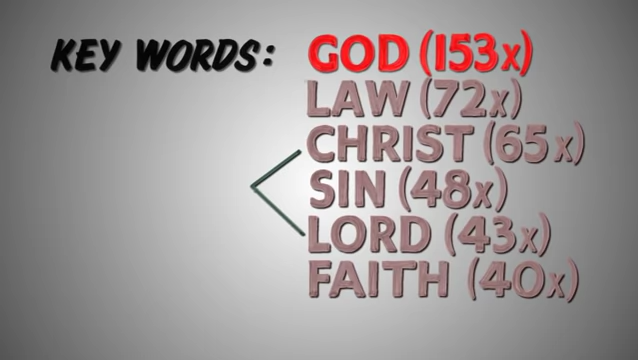 KEY WORDS: GOD (153x)
LAW (72x)
CHRIST (65x)
SIN (48x)
LORD (43x)
FAITH (40x)